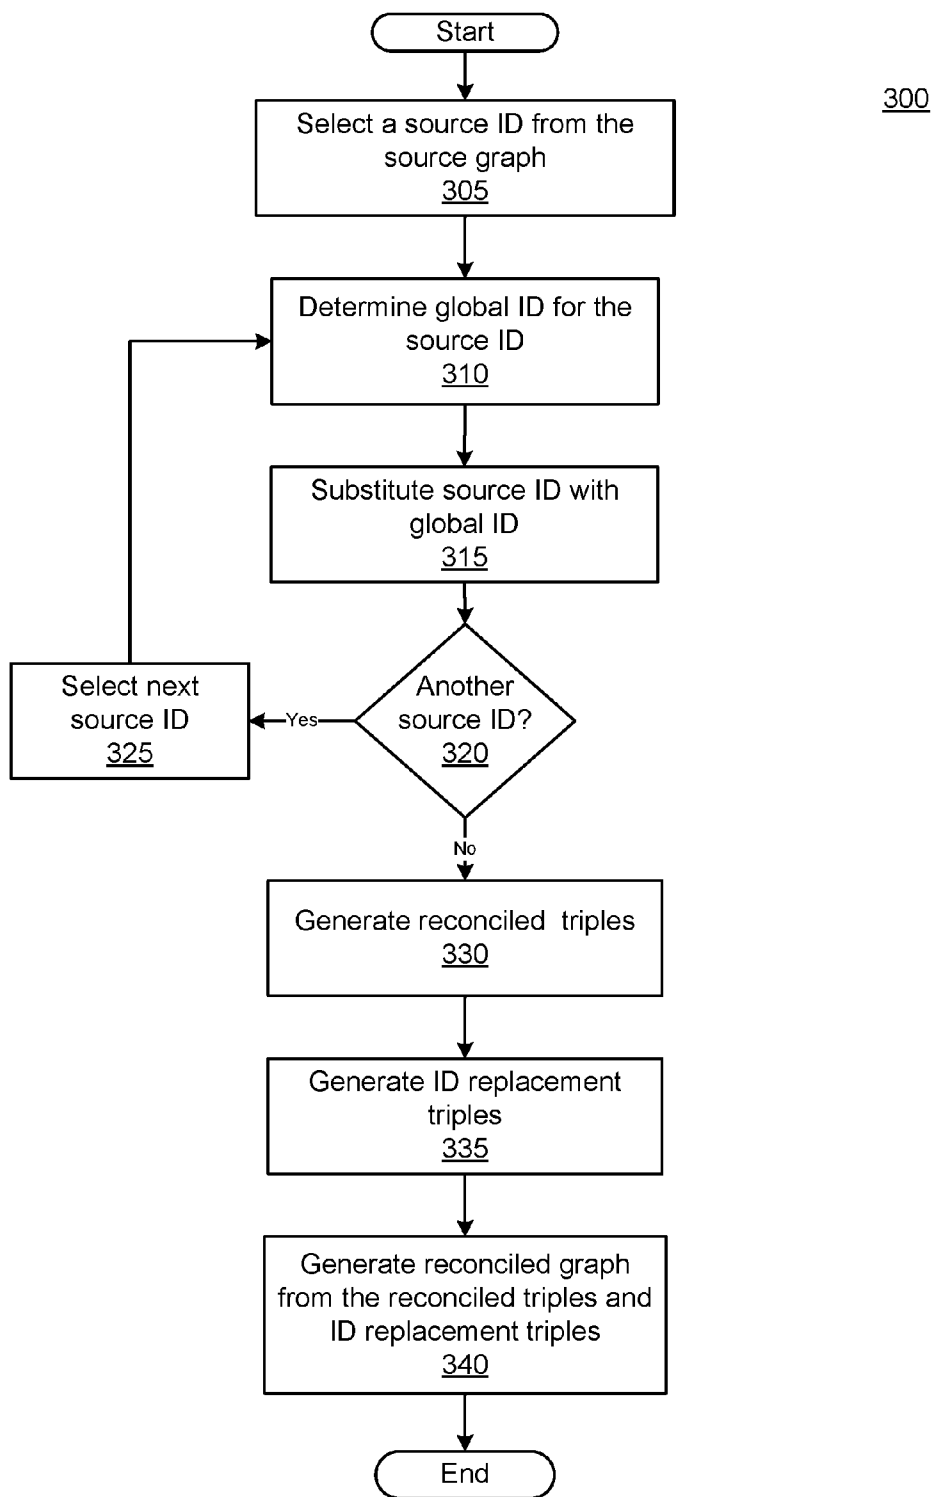 Start
300
Select a source ID from the
source graph
305
Determine global ID for the
source ID
310
Substitute source ID with
global ID
315
Another
source ID?
320
Yes
Select next
source ID
325
No
Generate reconciled triples
330
Generate ID replacement
triples
335
Generate reconciled graph
from the reconciled triples and
ID replacement triples
340
End